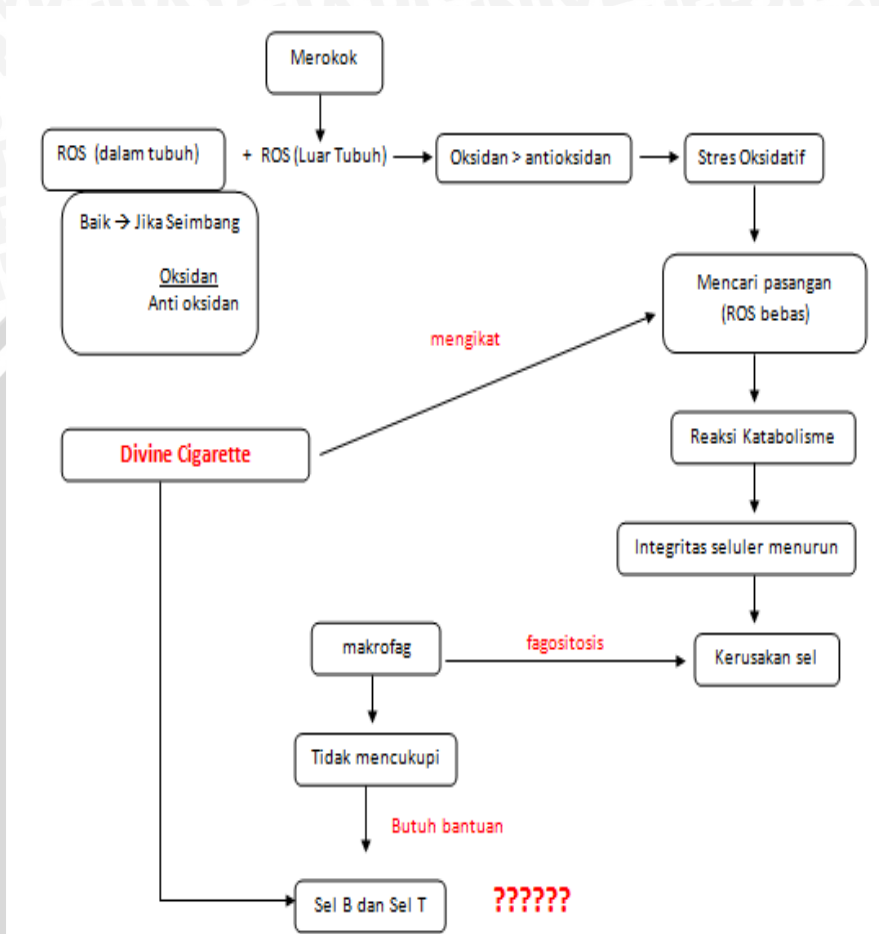 Merokok
ROS (dalam tubuh)
+ ROS (Luar Tubuh)
Oksidan > antioksidan
Stres Oksidatif
Baik → Jika Seimbang
Oksidan
Anti oksidan
Mencari pasangan
(ROS bebas)
mengikat
Reaksi Katabolisme
Divine Cigarette
Integritas seluler menurun
makrofag
fagositosis
Kerusakan sel
Tidak mencukupi
Butuh bantuan
Sel B dan Sel T
??????